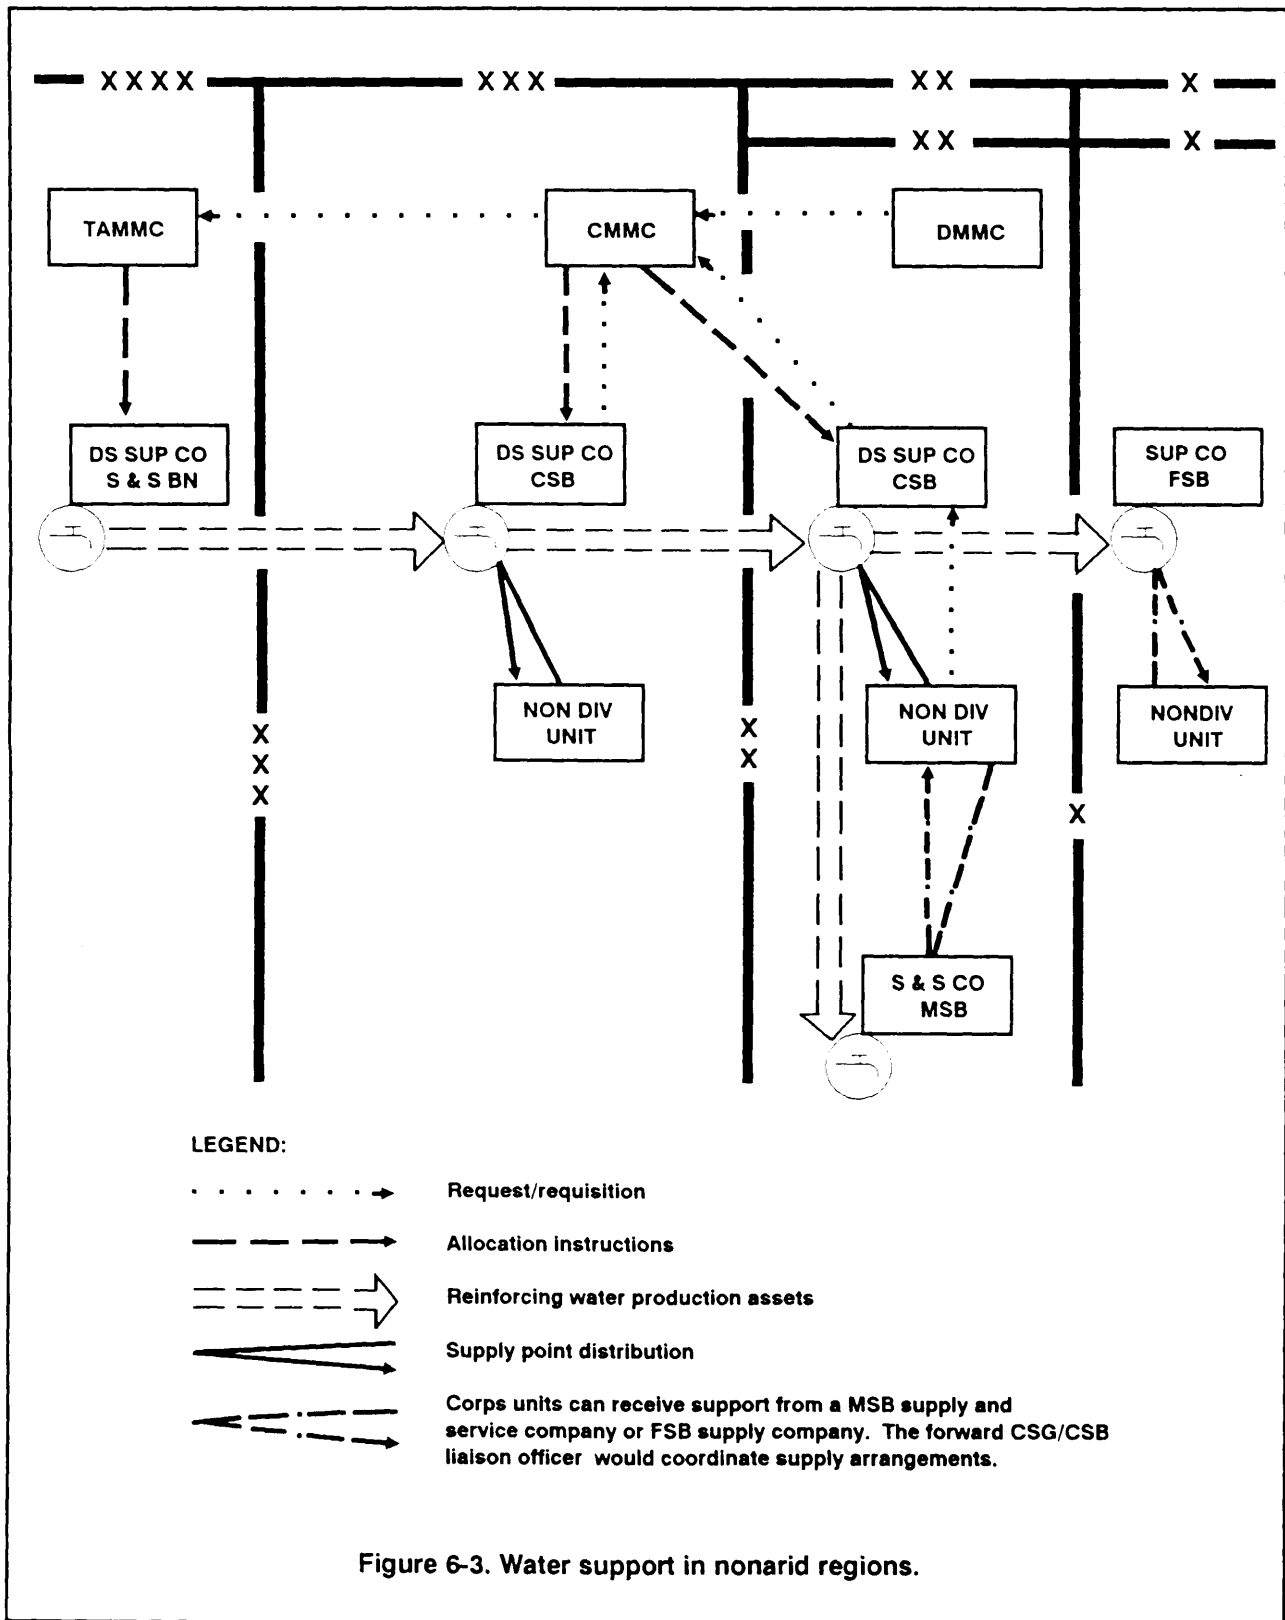 XXXX XXX XX X
XX X
TAMMC
CMMC
DMMC
DS SUP CO
S & S BN
DS SUP CO
CSB
DS SUP CO
CSB
SUP CO
FSB
NON DIV
UNIT
NON DIV
UNIT
NONDIV
UNIT
X
X
X
X
X
X
S & S CO
MSB
LEGEND:
Request/requisition
Allocation instructions
Reinforcing water production assets
Supply point distribution
Corps units can receive support from a MSB supply and
service company or FSB supply company. The forward CSG/CSB
liaison officer would coordinate supply arrangements.
Figure 6-3. Water support in nonarid regions.